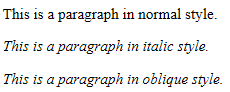 This is a paragraph in normal style.
This is a paragraph in italic style.
This is a paragraph in oblique style.